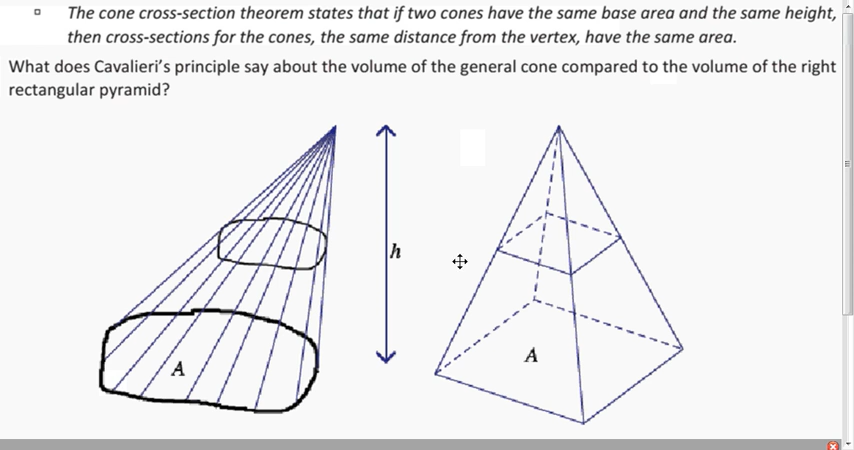 The cone cross-section theorem states that if two cones have the same base area and the same height,
then cross-sections for the cones, the same distance from the vertex, have the same area.
What does Cavalieri’s principle say about the volume of the general cone compared to the volume of the right
rectangular pyramid?
h
A
A